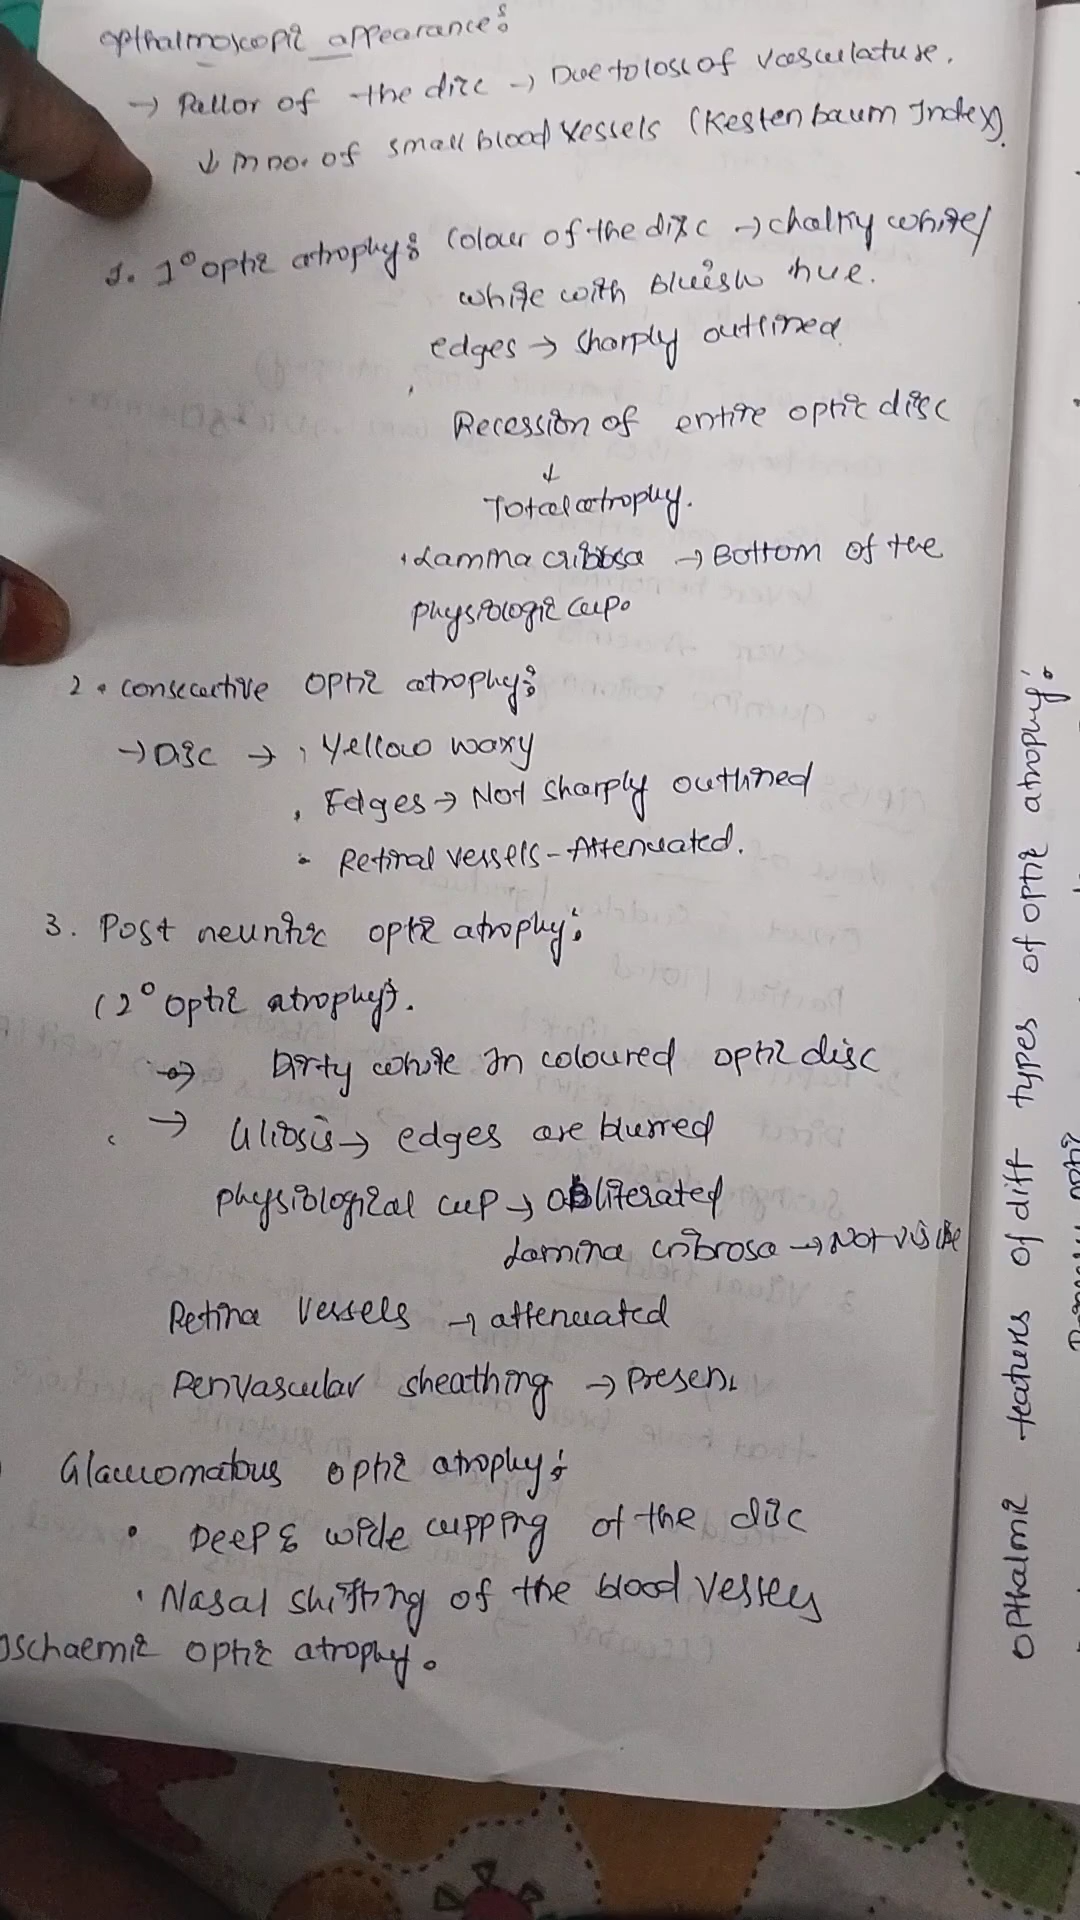 opthalmoscopic appearance:
→ Pallor of the disc → Due to loss of vasculature.
↓ in no. of small blood vessels (Kestenbaum Index).
1. 1° optic atrophy: Colour of the disc → chalky white/
white with bluish hue.
edges → sharply outlined
Recession of entire optic disc
↓
Total atrophy.
• Lamina cribrosa → Bottom of the
physiologic cup.
2. consecutive optic atrophy:
→ Disc → • Yellow waxy
• Edges → Not sharply outlined
• Retinal vessels - Attenuated.
3. Post neuritic optic atrophy:
(2° optic atrophy).
→ Dirty white in coloured optic disc
→ Gliosis → edges are blurred
physiological cup → obliterated
Lamina cribrosa → Not visible
Retina vessels → attenuated
Perivascular sheathing → present
Glaucomatous optic atrophy:
• Deep & wide cupping of the disc
• Nasal shifting of the blood vessels
Ischaemic optic atrophy.
opthalmic features of diff types of optic atrophy: